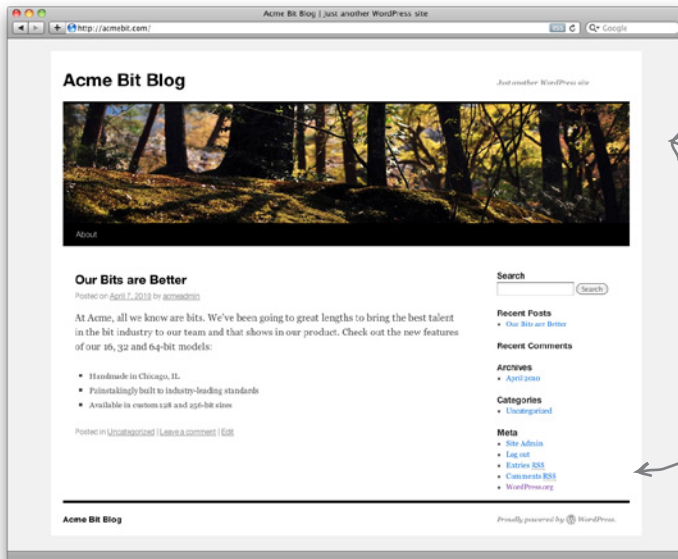 Acme Bit Blog | Just another WordPress site
http://acmebit.com/
RSS
Google
Acme Bit Blog
Just another WordPress site
About
Our Bits are Better
Posted on April 7, 2010 by acmeadmin
At Acme, all we know are bits. We've been going to great lengths to bring the best talent
in the bit industry to our team and that shows in our product. Check out the new features
of our 16, 32 and 64-bit models:
Handmade in Chicago, IL
Painstakingly built to industry-leading standards
Available in custom 128 and 256-bit sizes
Posted in Uncategorized | Leave a comment | Edit
Search
Search
Recent Posts
Our Bits are Better
Recent Comments
Archives
April 2010
Categories
Uncategorized
Meta
Site Admin
Log out
Entries RSS
Comments RSS
WordPress.org
Acme Bit Blog
Proudly powered by WordPress.